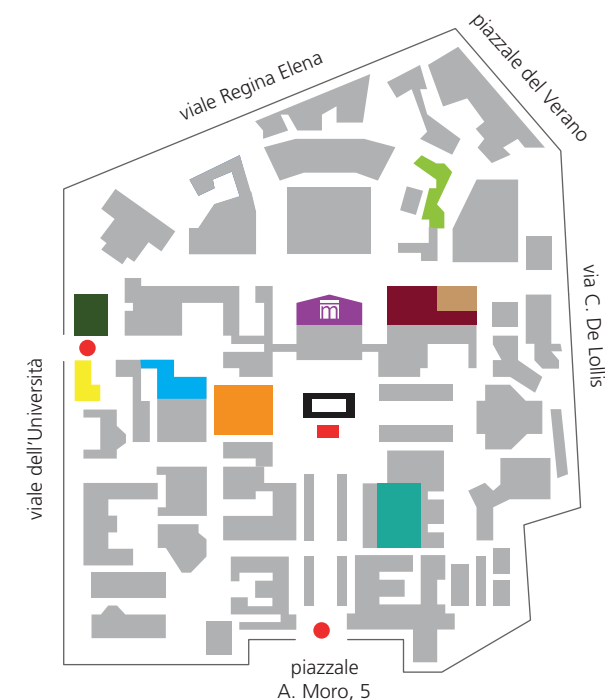 piazzale del Verano
viale Regina Elena
via C. De Lollis
viale dell'Università
piazzale
A. Moro, 5